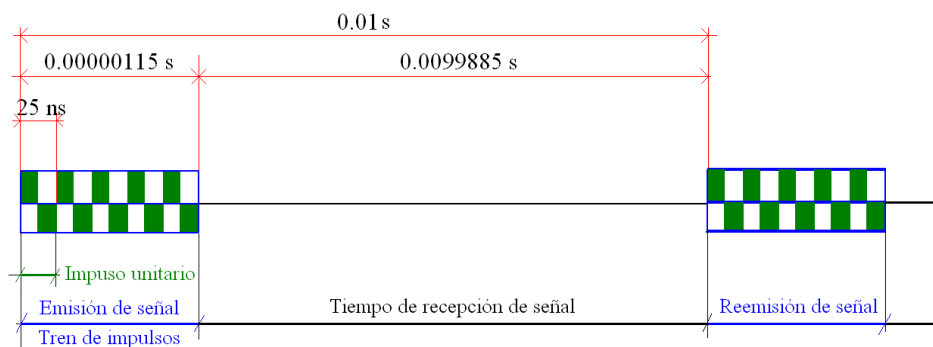 0.01 s
0.00000115 s
0.0099885 s
25 ns
Impuso unitario
Emisión de señal
Tiempo de recepción de señal
Reemisión de señal
Tren de impulsos